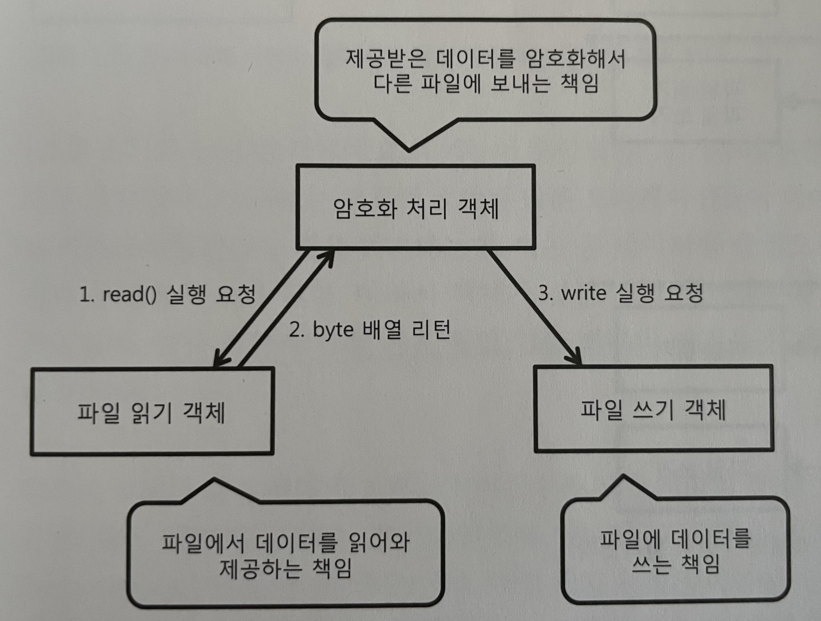 제공받은 데이터를 암호화해서
다른 파일에 보내는 책임
암호화 처리 객체
1. read() 실행 요청
3. write 실행 요청
2. byte 배열 리턴
파일 읽기 객체
파일 쓰기 객체
파일에서 데이터를 읽어와
제공하는 책임
파일에 데이터를
쓰는 책임